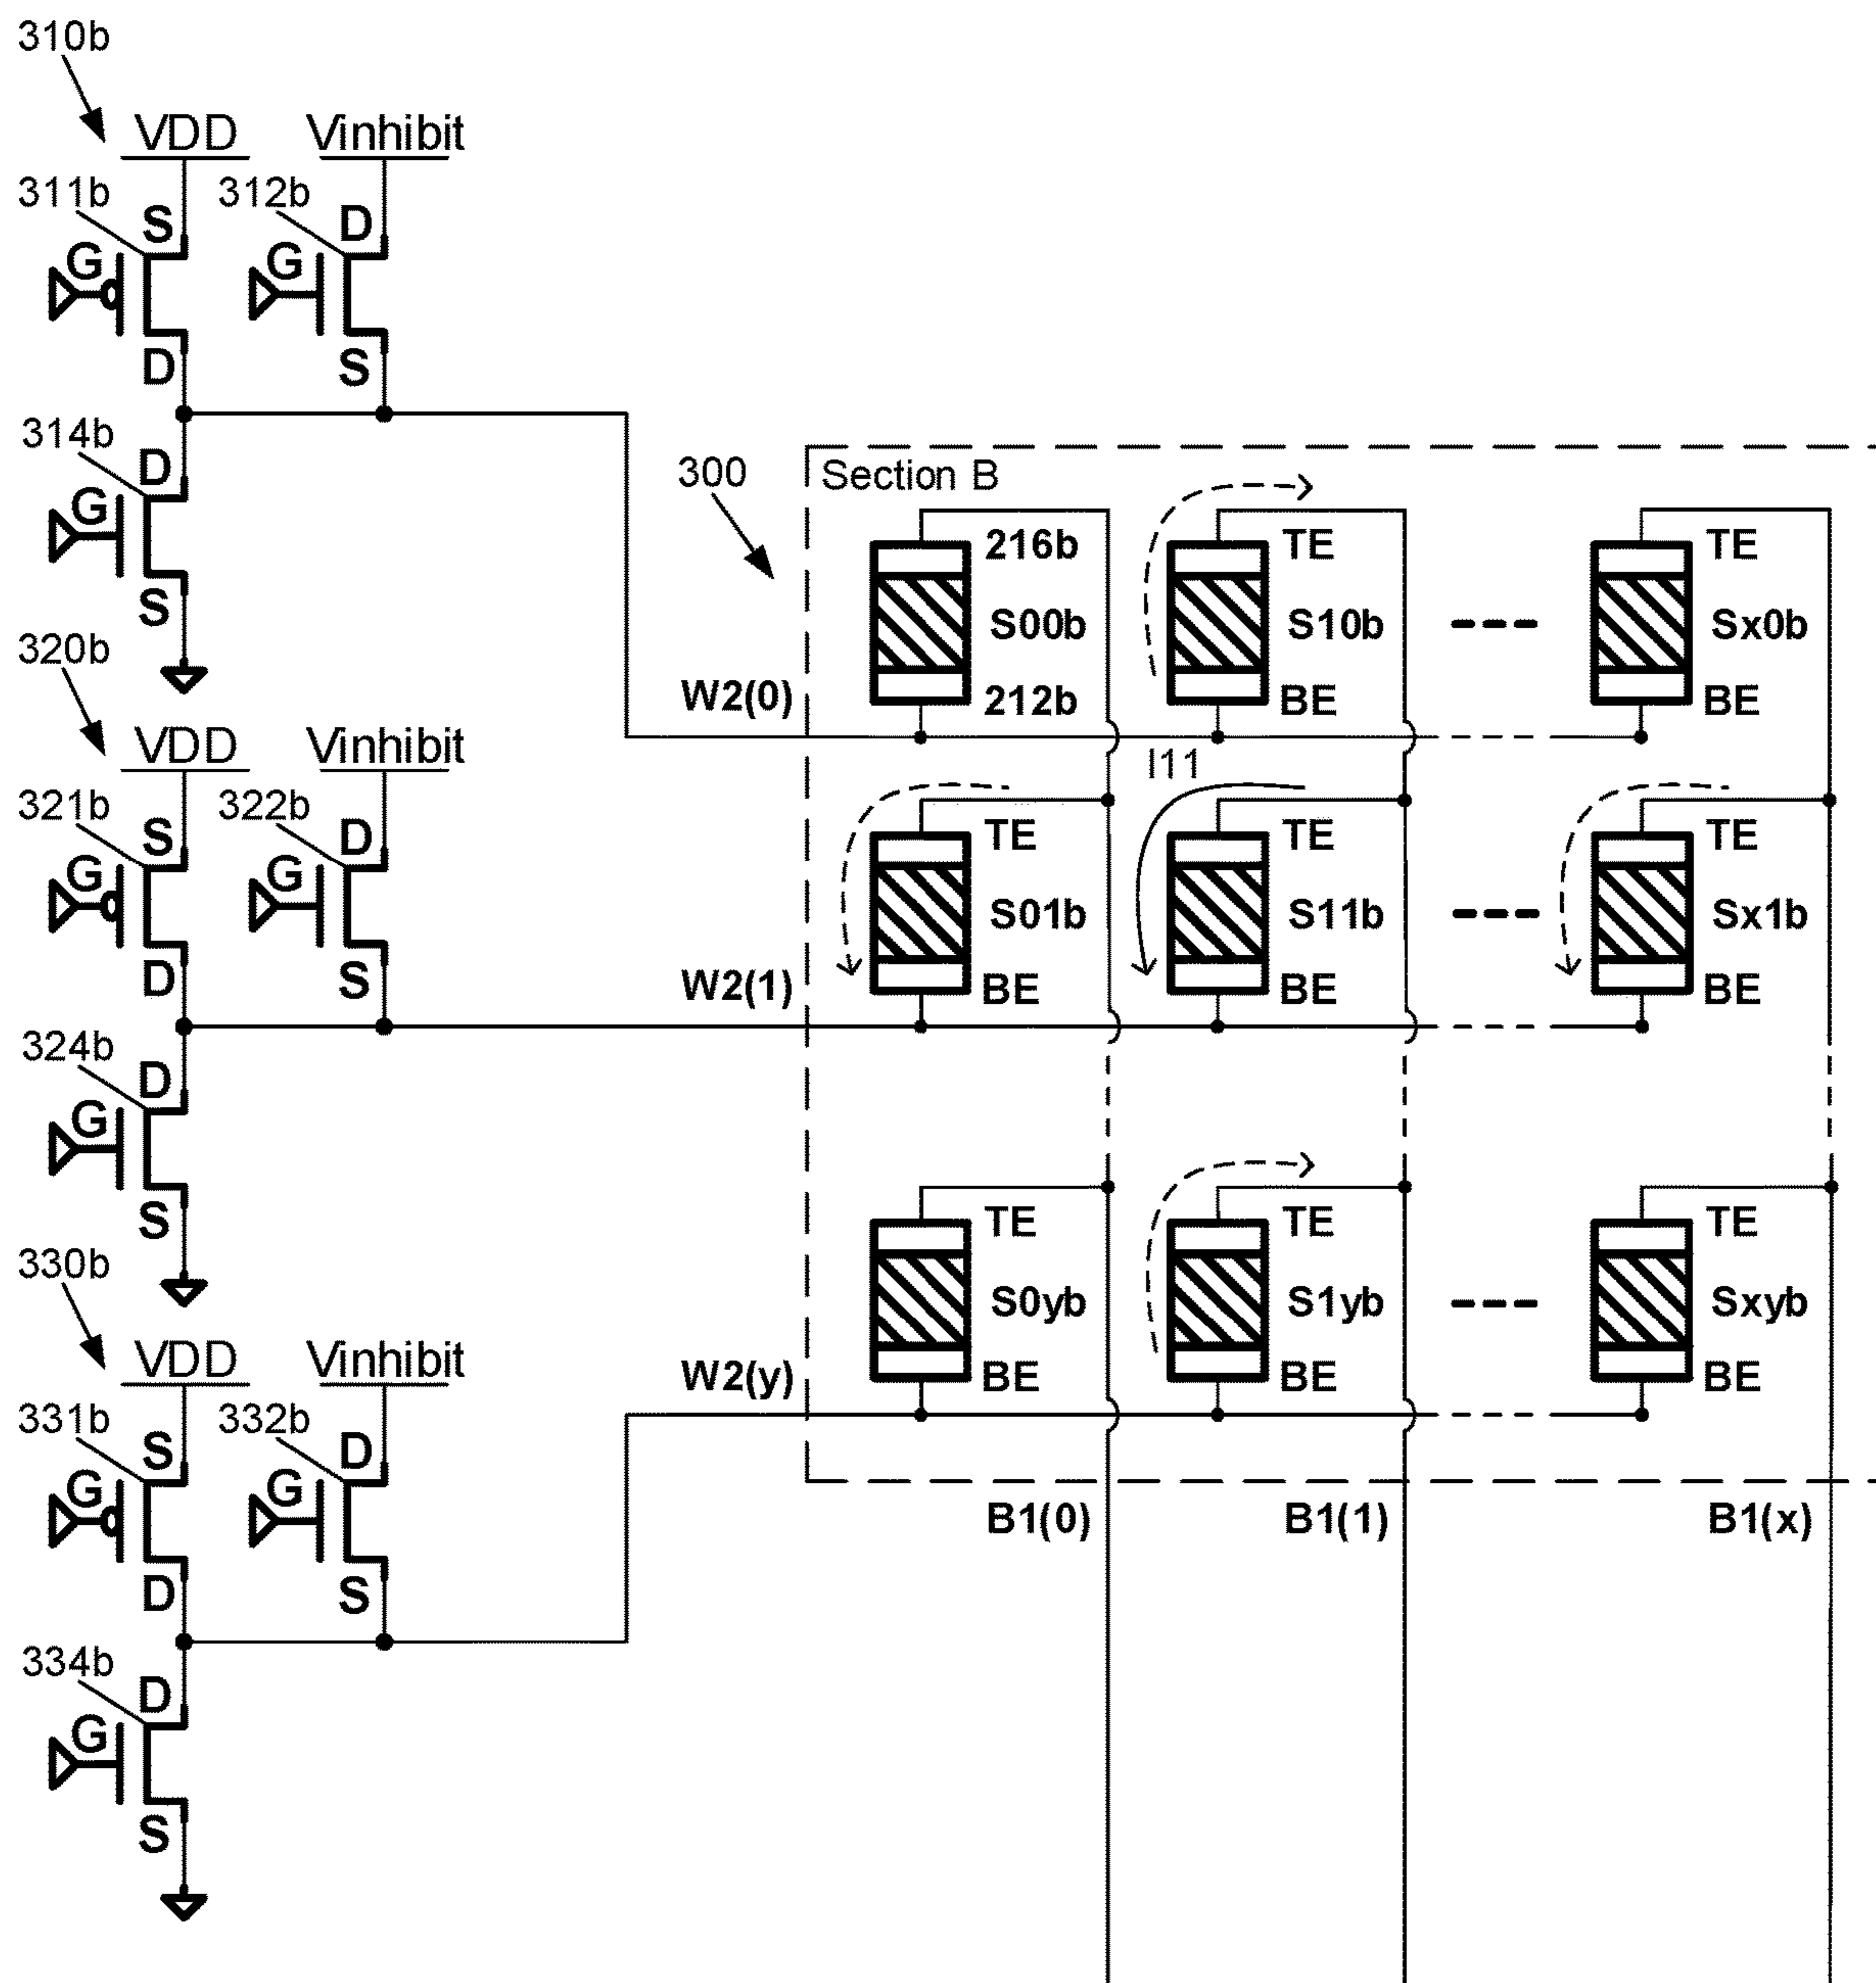 310b
VDD Vinhibit
311b 312b
S D
G G
D S
314b
D
G
S
300
Section B
216b TE TE
S00b S10b Sx0b
W2(0) 212b BE BE
320b
VDD Vinhibit
321b 322b
S D
G G
D S
I11
TE TE TE
S01b S11b Sx1b
W2(1) BE BE BE
324b
D
G
S
330b
VDD Vinhibit
331b 332b
S D
G G
D S
TE TE TE
S0yb S1yb Sxyb
W2(y) BE BE BE
B1(0) B1(1) B1(x)
334b
D
G
S